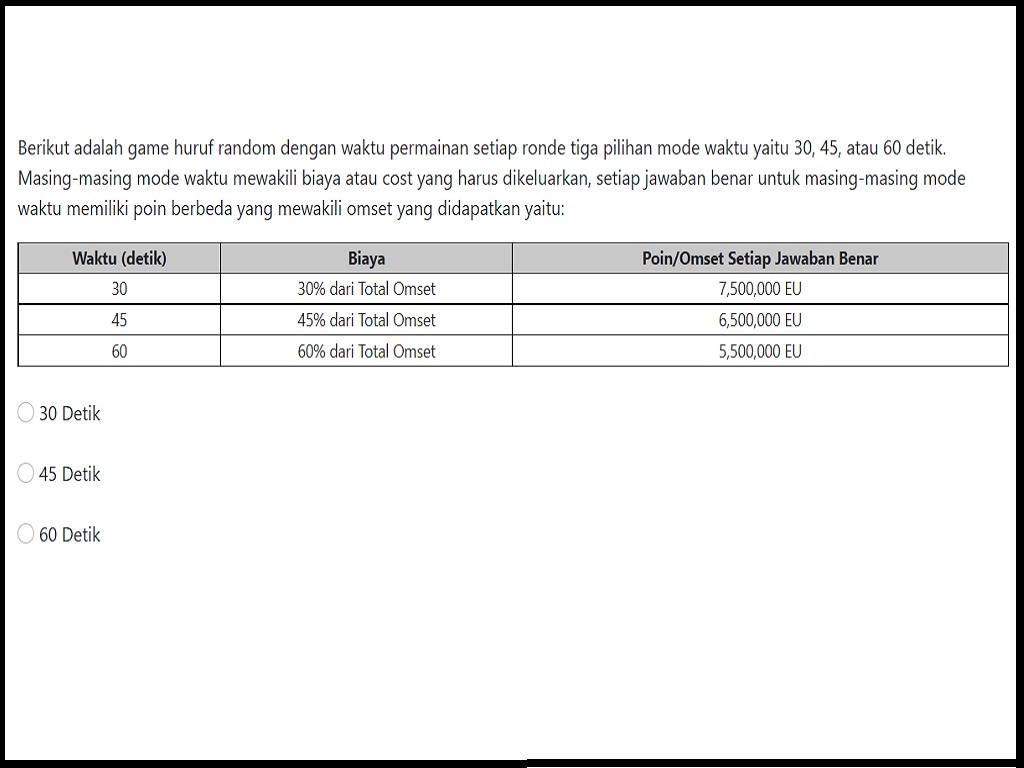 Berikut adalah game huruf random dengan waktu permainan setiap ronde tiga pilihan mode waktu yaitu 30, 45, atau 60 detik.
Masing-masing mode waktu mewakili biaya atau cost yang harus dikeluarkan, setiap jawaban benar untuk masing-masing mode
waktu memiliki poin berbeda yang mewakili omset yang didapatkan yaitu:
Waktu (detik) Biaya Poin/Omset Setiap Jawaban Benar
30 30% dari Total Omset 7,500,000 EU
45 45% dari Total Omset 6,500,000 EU
60 60% dari Total Omset 5,500,000 EU
30 Detik
45 Detik
60 Detik